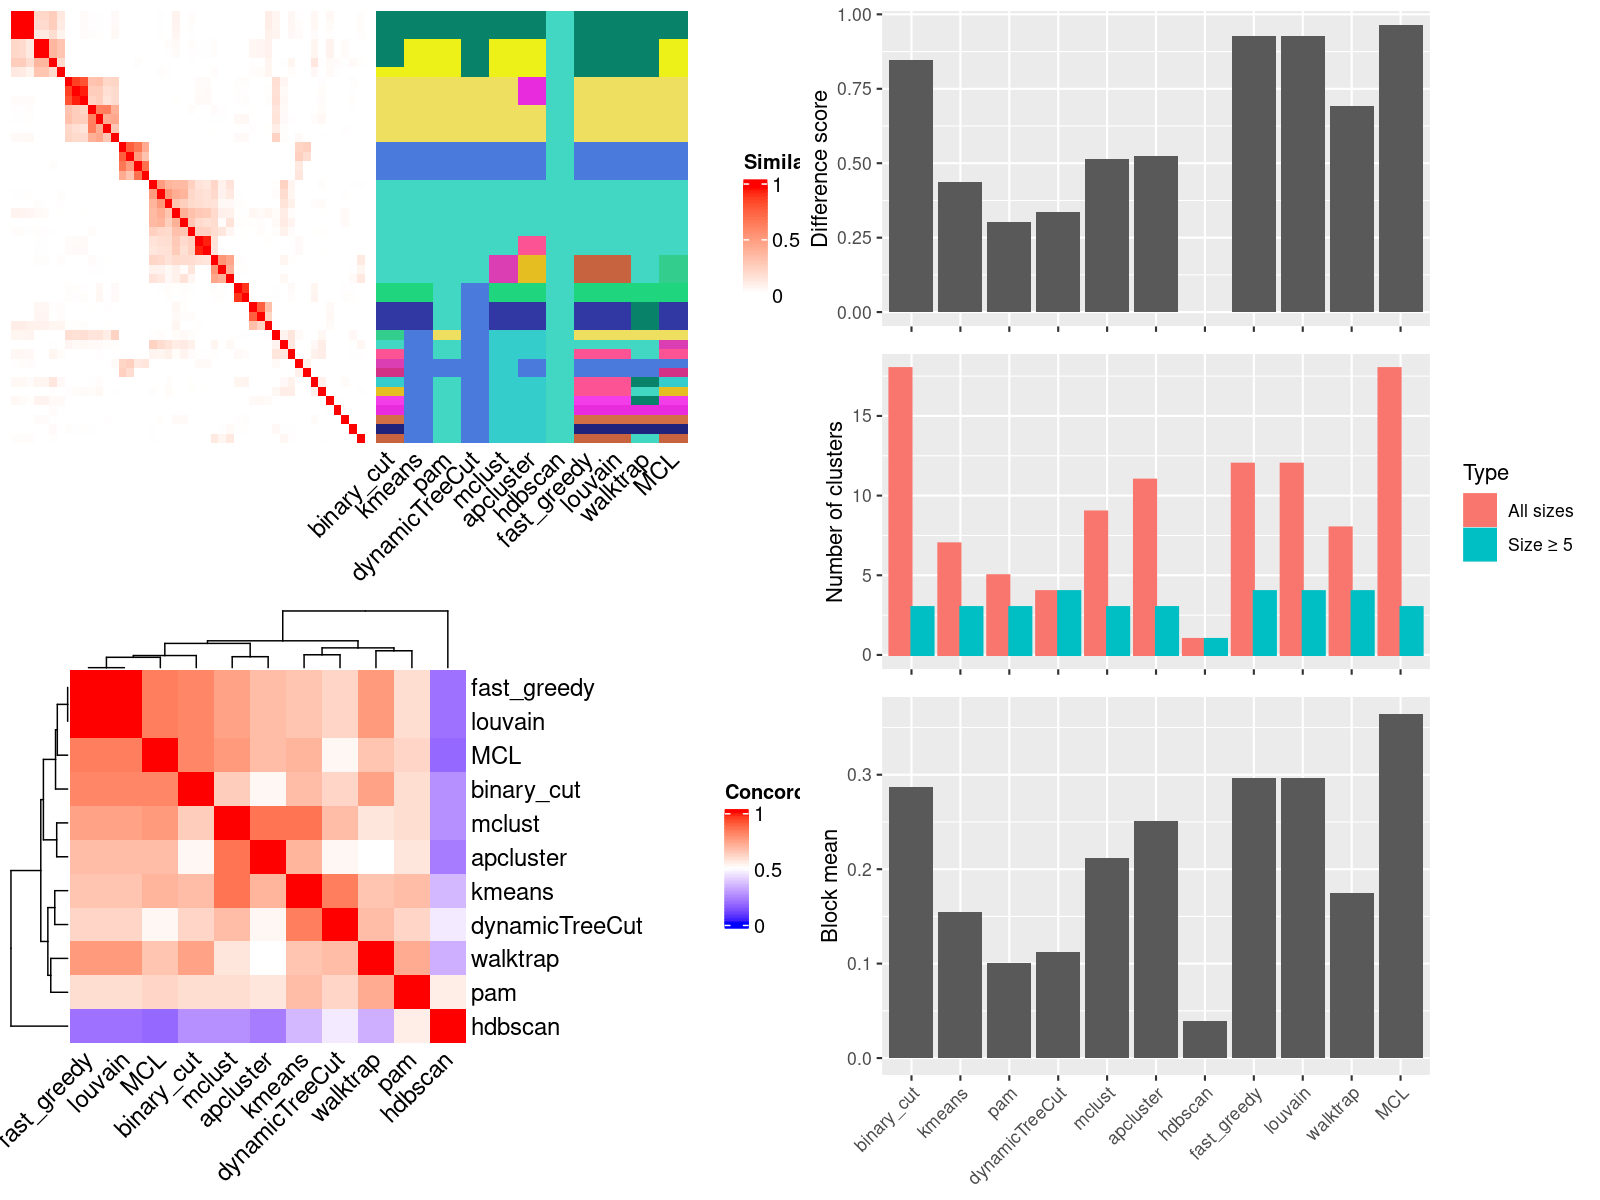 Simila
1
0.5
0
binary_cut
kmeans
pam
dynamicTreeCut
mclust
apcluster
hdbscan
fast_greedy
louvain
walktrap
MCL
fast_greedy
louvain
MCL
binary_cut
mclust
apcluster
kmeans
dynamicTreeCut
walktrap
pam
hdbscan
Concord
1
0.5
0
fast_greedy
louvain
MCL
binary_cut
mclust
apcluster
kmeans
dynamicTreeCut
walktrap
pam
hdbscan
Difference score
1.00
0.75
0.50
0.25
0.00
Number of clusters
15
10
5
0
Type
All sizes
Size ≥ 5
Block mean
0.3
0.2
0.1
0.0
binary_cut
kmeans
pam
dynamicTreeCut
mclust
apcluster
hdbscan
fast_greedy
louvain
walktrap
MCL